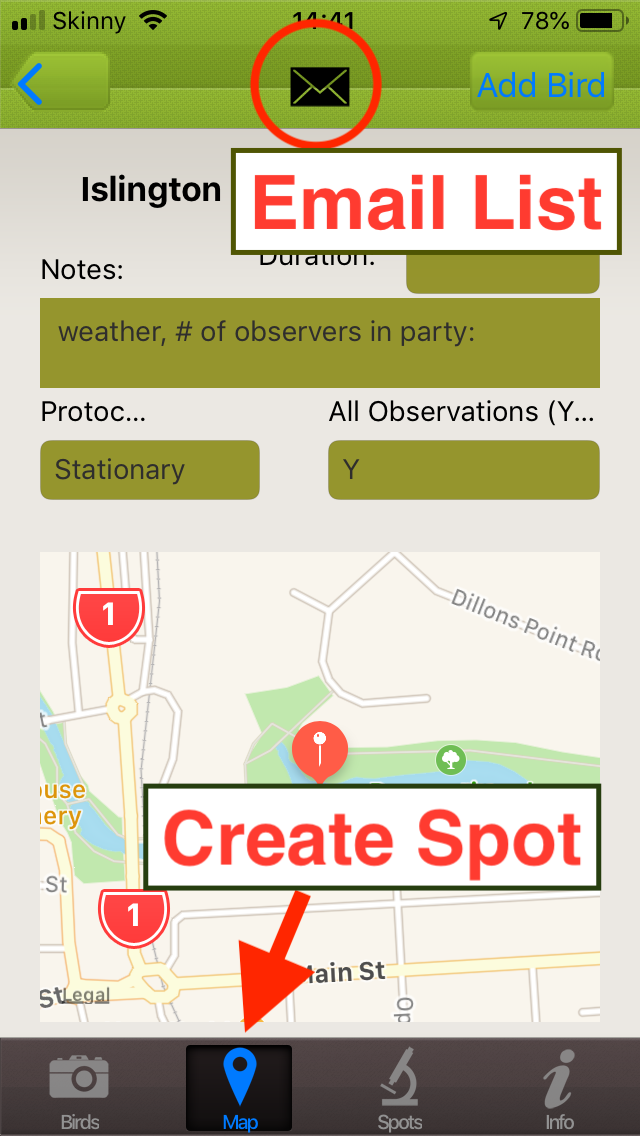 Skinny 14:41 78%
Add Bird
Islington
Email List
Notes: Duration:
weather, # of observers in party:
Protoc... All Observations (Y...
Stationary Y
1
Dillons Point Ro
ouse
ery
Create Spot
St
1
Main St
St
Legal
Birds Map Spots Info